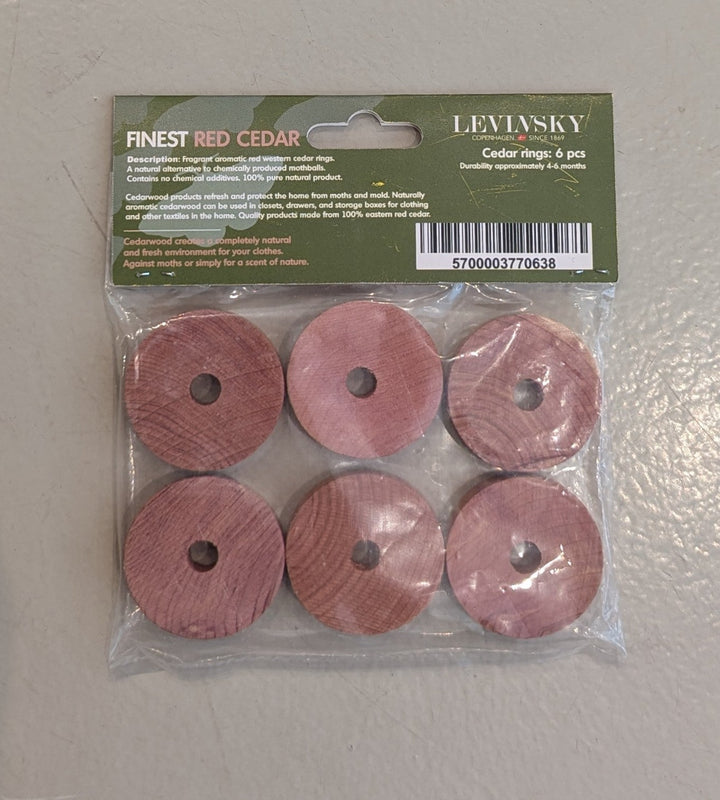 FINEST RED CEDAR
Description: Fragrant aromatic red western cedar rings.
A natural alternative to chemically produced mothballs.
Contains no chemical additives, 100% pure natural product.
Cedarwood products refresh and protect the home from moths and mold. Naturally
aromatic cedarwood can be used in closets, drawers, and storage boxes for clothing
and other textiles in the home. Quality products made from 100% eastern red cedar.
Cedarwood creates a completely natural
and fresh environment for your clothes.
Against moths or simply for a scent of nature.
LEVINSKY
COPENHAGEN SINCE 1869
Cedar rings: 6 pcs
Durability approximately 4-6 months
5700003770638